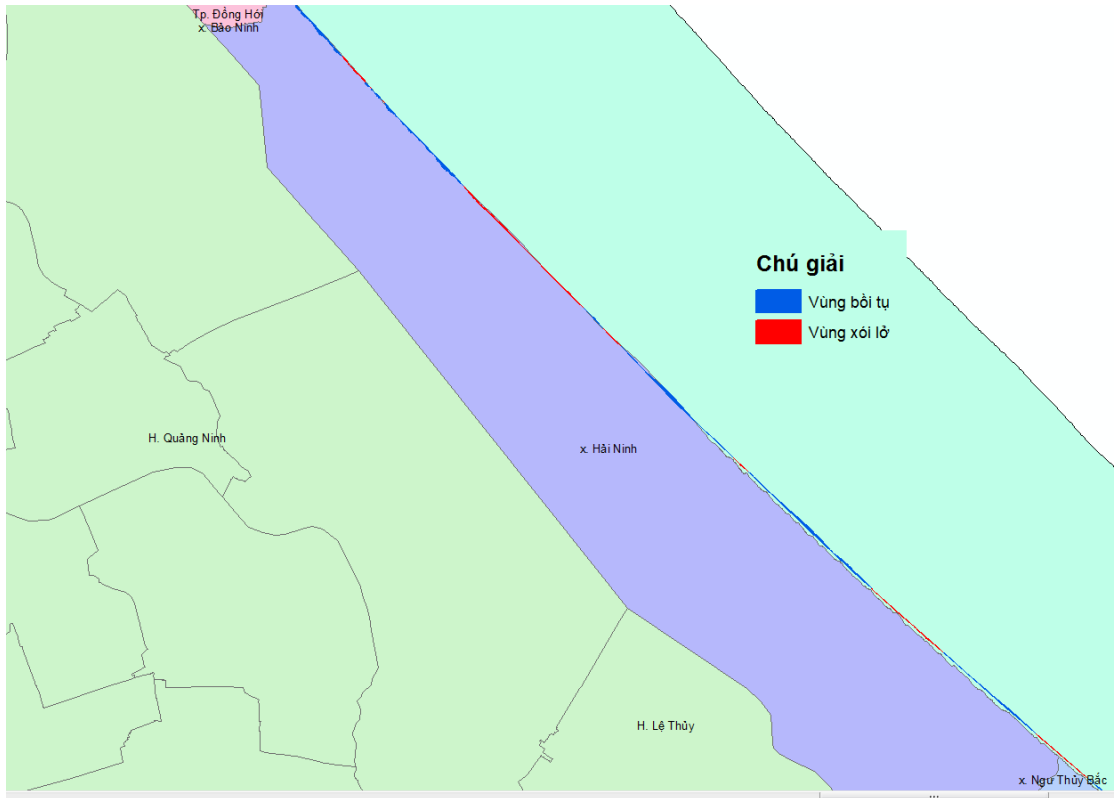 Tp. Đồng Hới
x. Bảo Ninh
Chú giải
Vùng bồi tụ
Vùng xói lở
H. Quảng Ninh
x. Hải Ninh
H. Lệ Thủy
x. Ngư Thủy Bắc